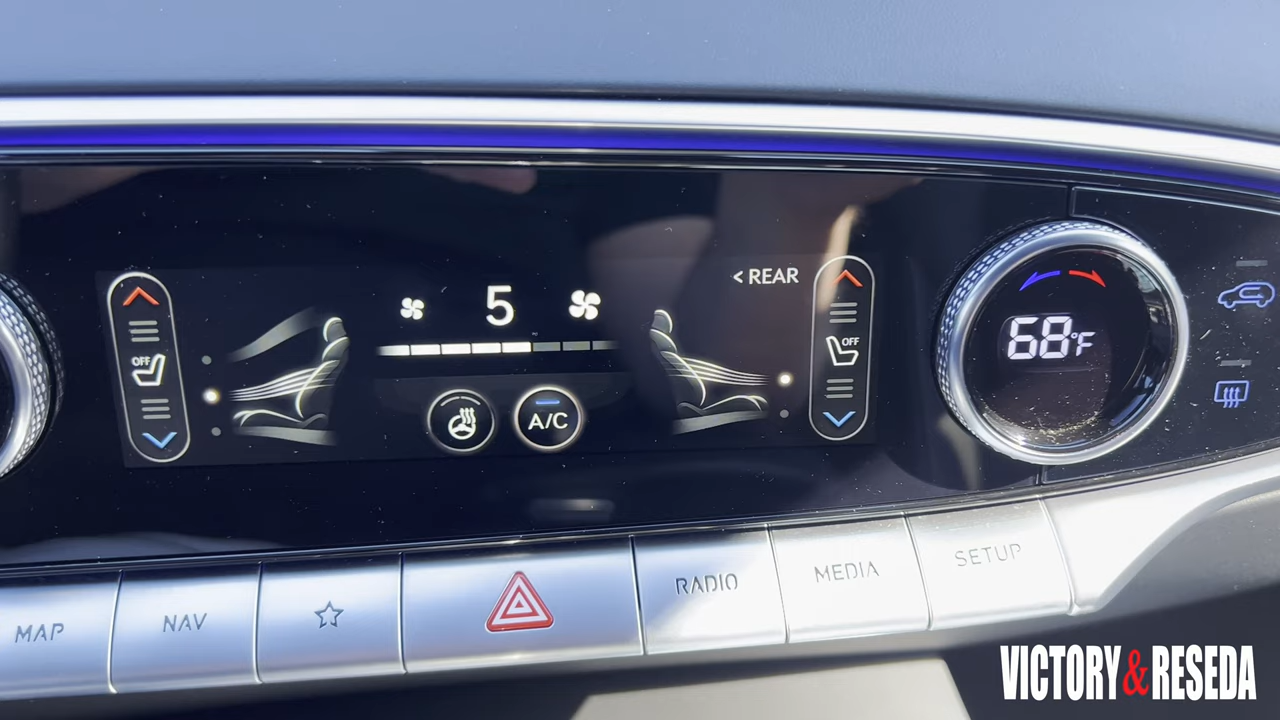 < REAR
5
OFF
OFF
A/C
68°F
MAP
NAV
RADIO
MEDIA
SETUP
VICTORY&RESEDA